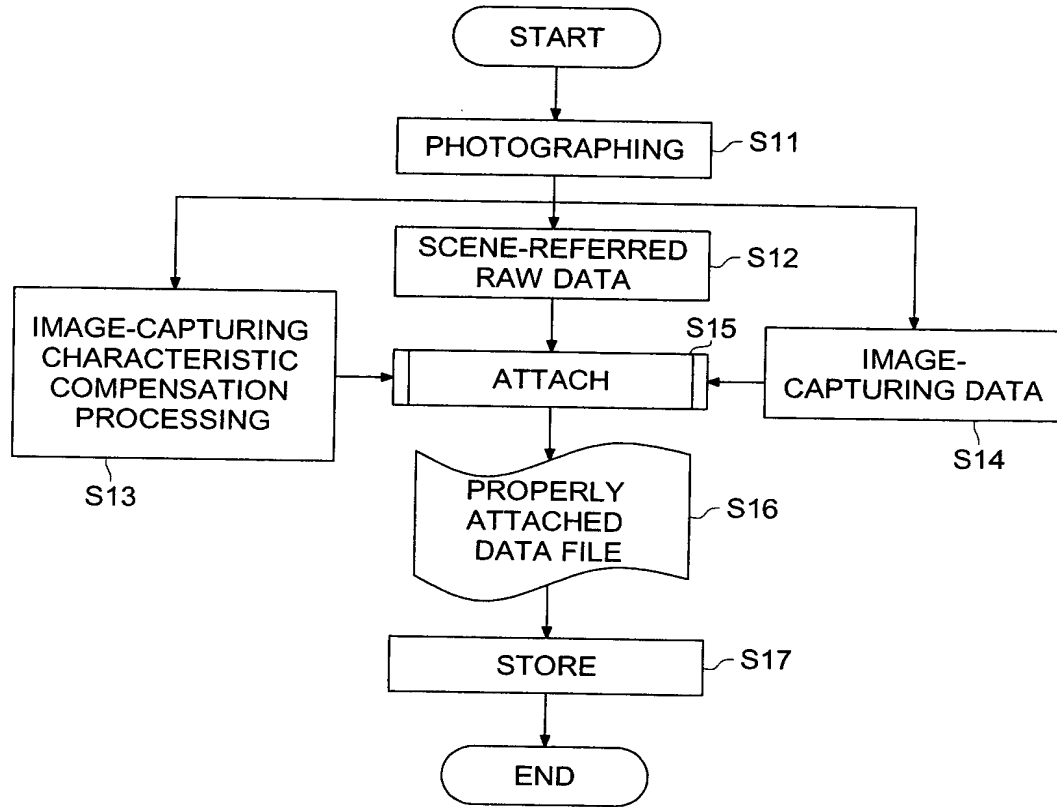 START
PHOTOGRAPHING
S11
SCENE-REFERRED
RAW DATA
S12
IMAGE-CAPTURING
CHARACTERISTIC
COMPENSATION
PROCESSING
S13
S15
ATTACH
IMAGE-
CAPTURING DATA
S14
PROPERLY
ATTACHED
DATA FILE
S16
STORE
S17
END